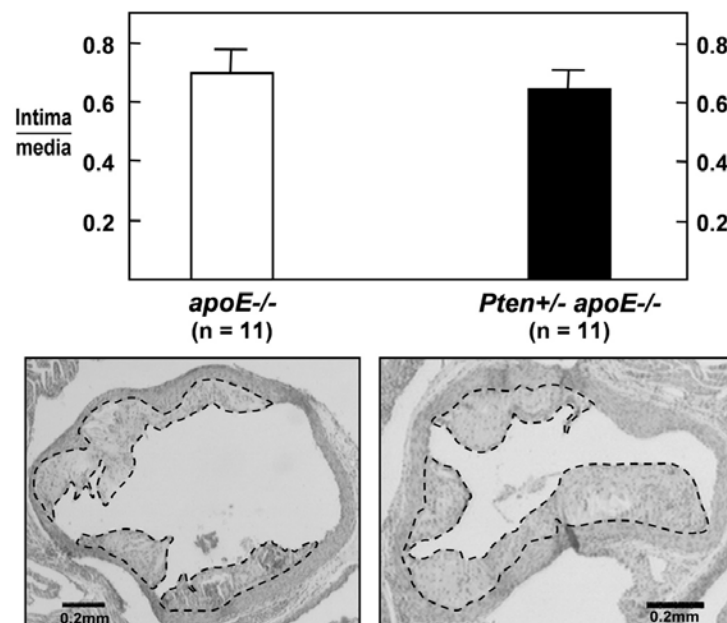 0.8
0.6
0.4
0.2
Intima
media
0.8
0.6
0.4
0.2
apoE-/-
(n = 11)
Pten+/- apoE-/-
(n = 11)
0.2mm
0.2mm